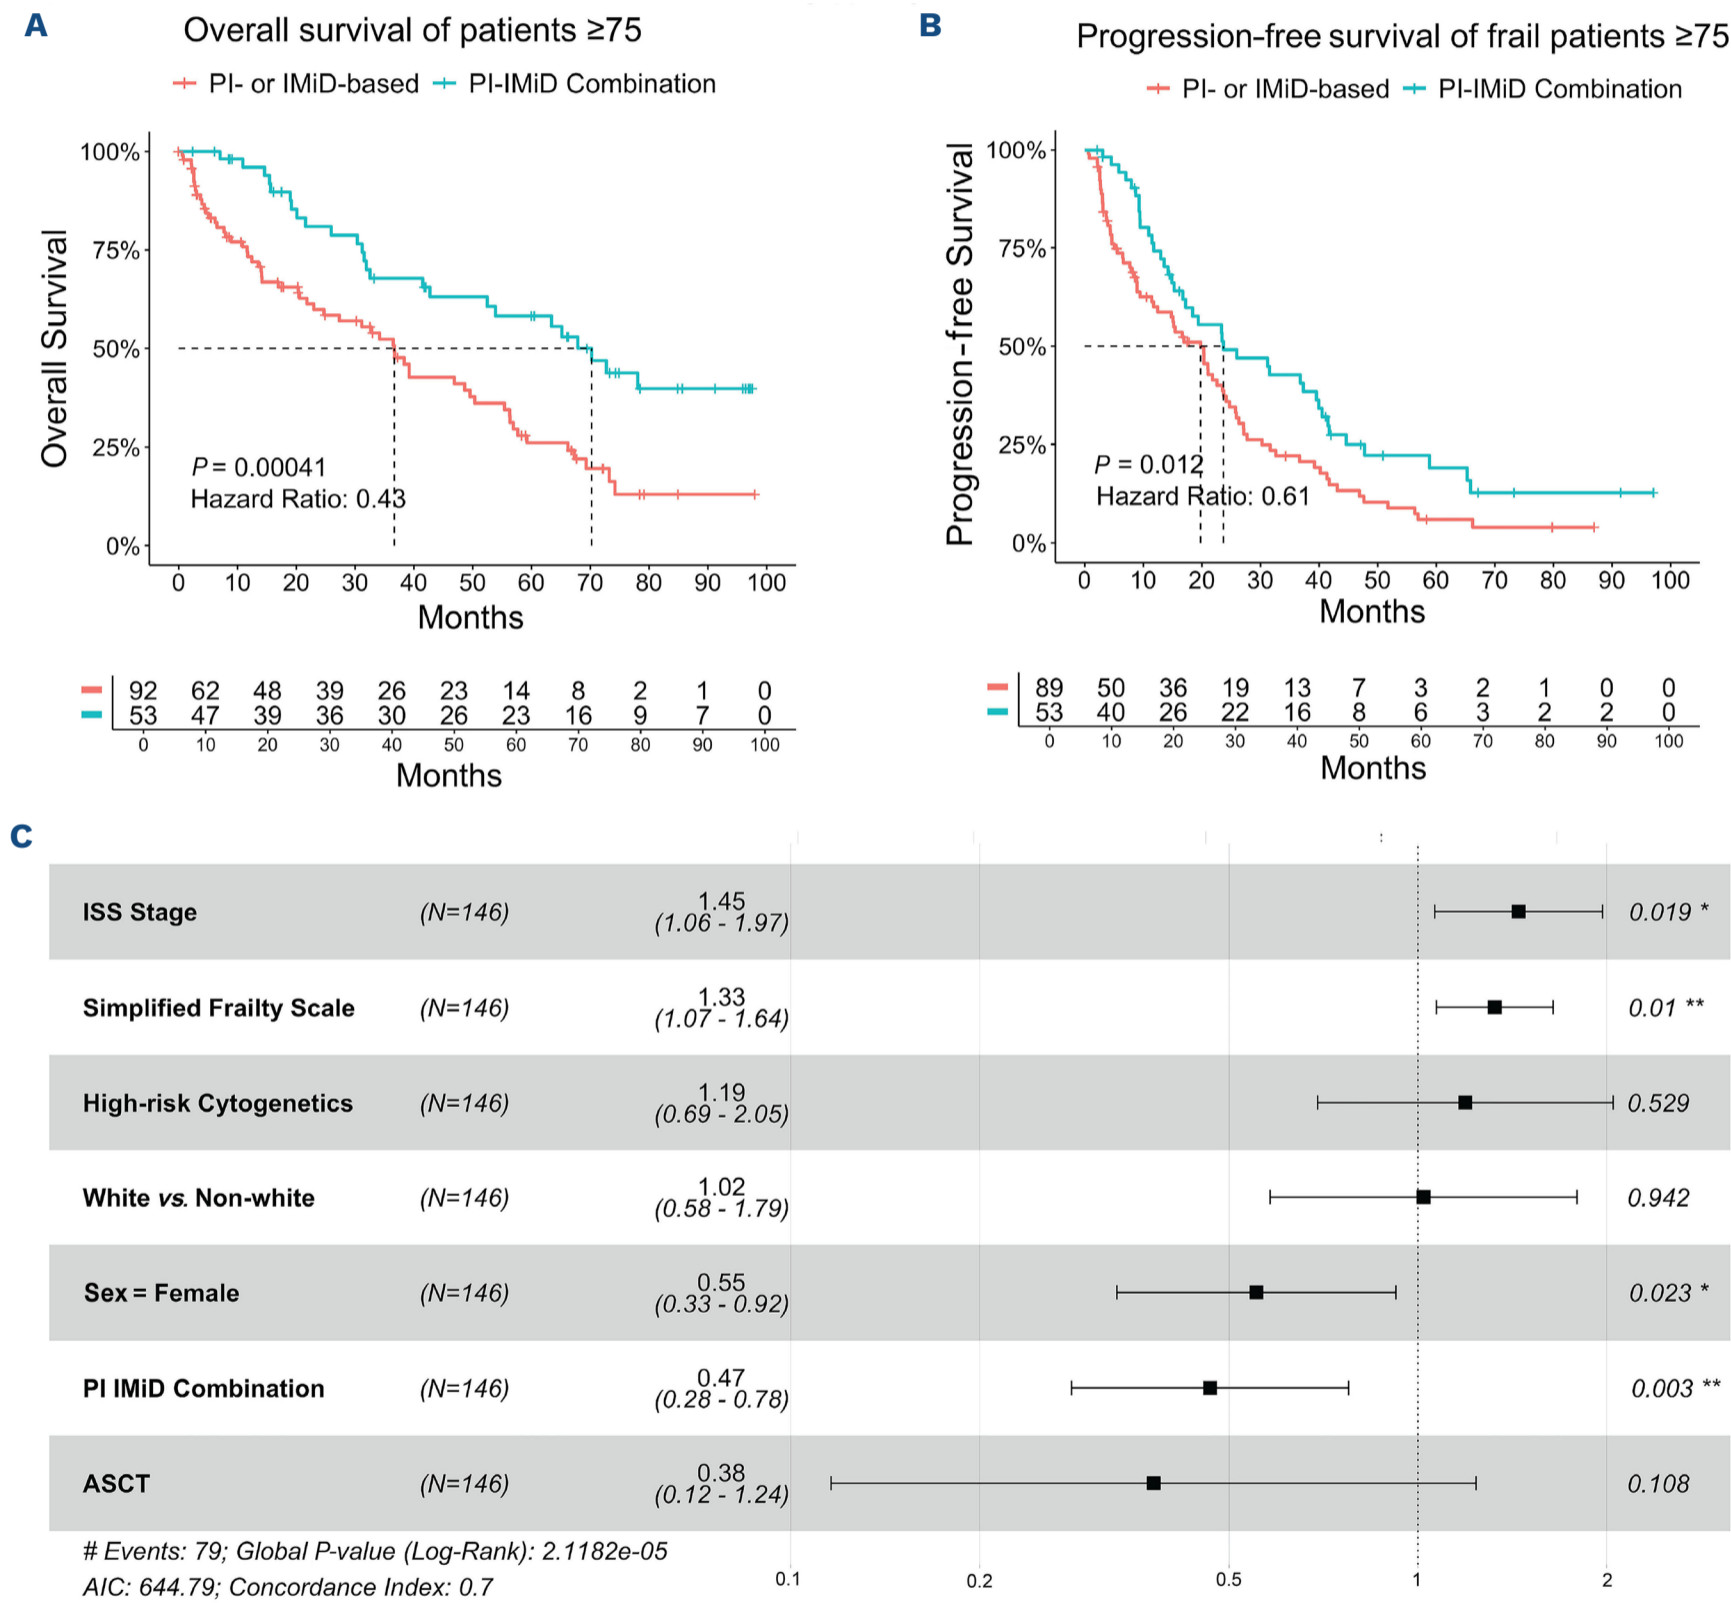 A
Overall survival of patients ≥75
PI- or IMiD-based PI-IMiD Combination
Overall Survival
100%
75%
50%
25%
0%
P = 0.00041
Hazard Ratio: 0.43
0 10 20 30 40 50 60 70 80 90 100
Months
92 62 48 39 26 23 14 8 2 1 0
53 47 39 36 30 26 23 16 9 7 0
0 10 20 30 40 50 60 70 80 90 100
Months
B
Progression-free survival of frail patients ≥75
PI- or IMiD-based PI-IMiD Combination
Progression-free Survival
100%
75%
50%
25%
0%
P = 0.012
Hazard Ratio: 0.61
0 10 20 30 40 50 60 70 80 90 100
Months
89 50 36 19 13 7 3 2 1 0 0
53 40 26 22 16 8 6 3 2 2 0
0 10 20 30 40 50 60 70 80 90 100
Months
C
ISS Stage (N=146) 1.45 (1.06 - 1.97) 0.019 *
Simplified Frailty Scale (N=146) 1.33 (1.07 - 1.64) 0.01 **
High-risk Cytogenetics (N=146) 1.19 (0.69 - 2.05) 0.529
White vs. Non-white (N=146) 1.02 (0.58 - 1.79) 0.942
Sex = Female (N=146) 0.55 (0.33 - 0.92) 0.023 *
PI IMiD Combination (N=146) 0.47 (0.28 - 0.78) 0.003 **
ASCT (N=146) 0.38 (0.12 - 1.24) 0.108
# Events: 79; Global P-value (Log-Rank): 2.1182e-05
AIC: 644.79; Concordance Index: 0.7
0.1 0.2 0.5 1 2